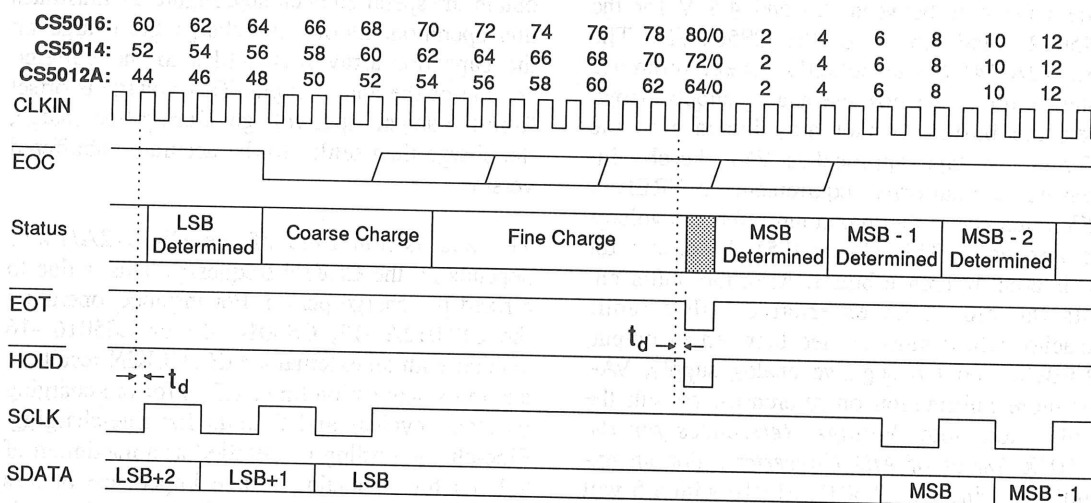 CS5016: 60 62 64 66 68 70 72 74 76 78 80/0 2 4 6 8 10 12
CS5014: 52 54 56 58 60 62 64 66 68 70 72/0 2 4 6 8 10 12
CS5012A: 44 46 48 50 52 54 56 58 60 62 64/0 2 4 6 8 10 12
CLKIN
EOC
Status LSB Determined Coarse Charge Fine Charge MSB Determined MSB - 1 Determined MSB - 2 Determined
EOT
td
HOLD
td
SCLK
SDATA LSB+2 LSB+1 LSB MSB MSB -1